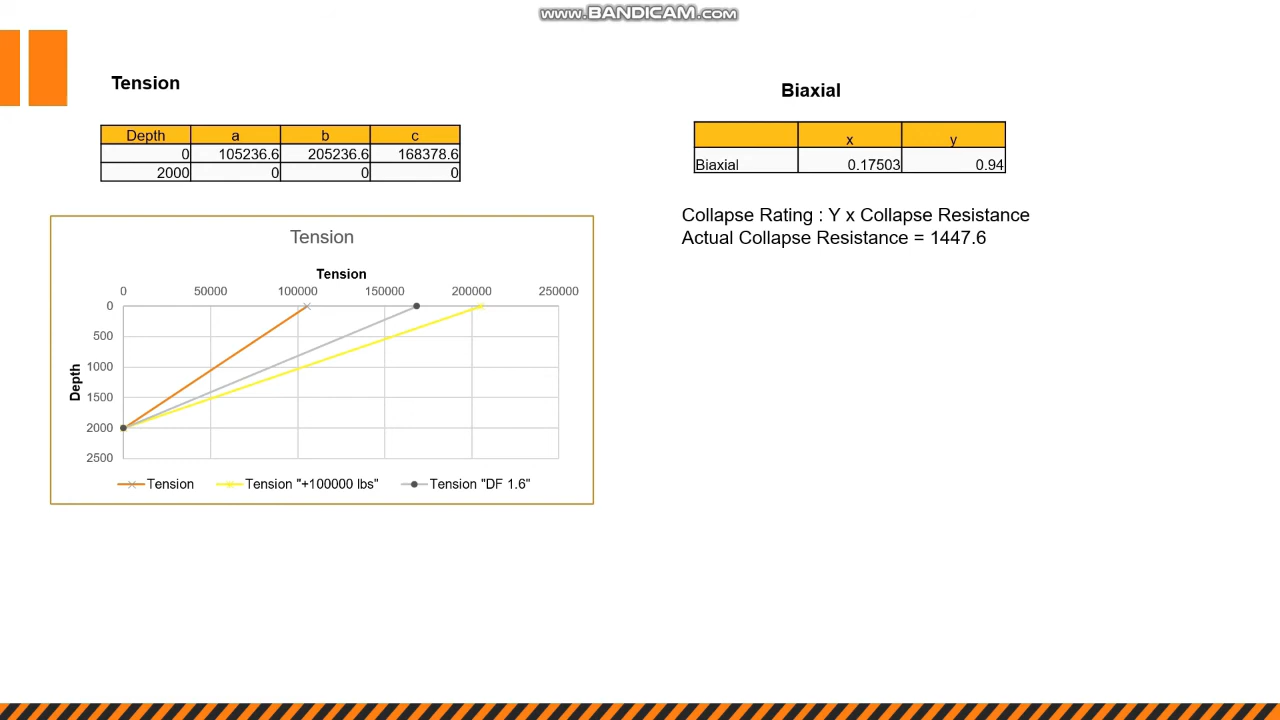 www.BANDICAM.com
Tension
Depth a b c
0 105236.6 205236.6 168378.6
2000 0 0 0
Tension
Tension
0 50000 100000 150000 200000 250000
0
500
1000
1500
2000
2500
Depth
Tension Tension "+100000 lbs" Tension "DF 1.6"
Biaxial
x y
Biaxial 0.17503 0.94
Collapse Rating : Y x Collapse Resistance
Actual Collapse Resistance = 1447.6